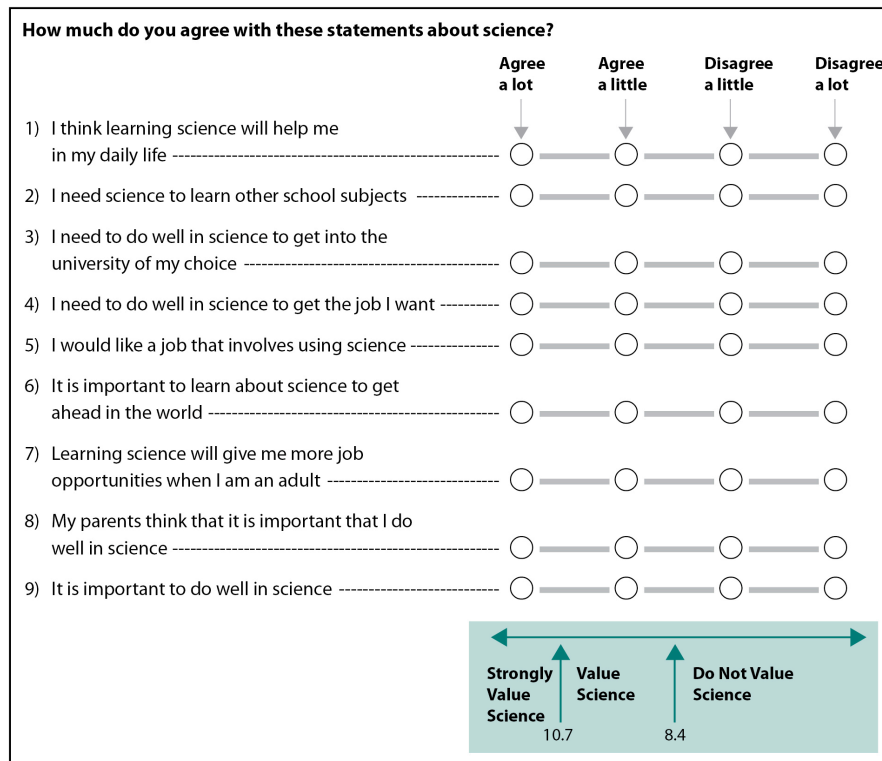 How much do you agree with these statements about science?
Agree a lot
Agree a little
Disagree a little
Disagree a lot
1) I think learning science will help me
in my daily life
2) I need science to learn other school subjects
3) I need to do well in science to get into the
university of my choice
4) I need to do well in science to get the job I want
5) I would like a job that involves using science
6) It is important to learn about science to get
ahead in the world
7) Learning science will give me more job
opportunities when I am an adult
8) My parents think that it is important that I do
well in science
9) It is important to do well in science
Strongly
Value
Science
Value
Science
Do Not Value
Science
10.7
8.4